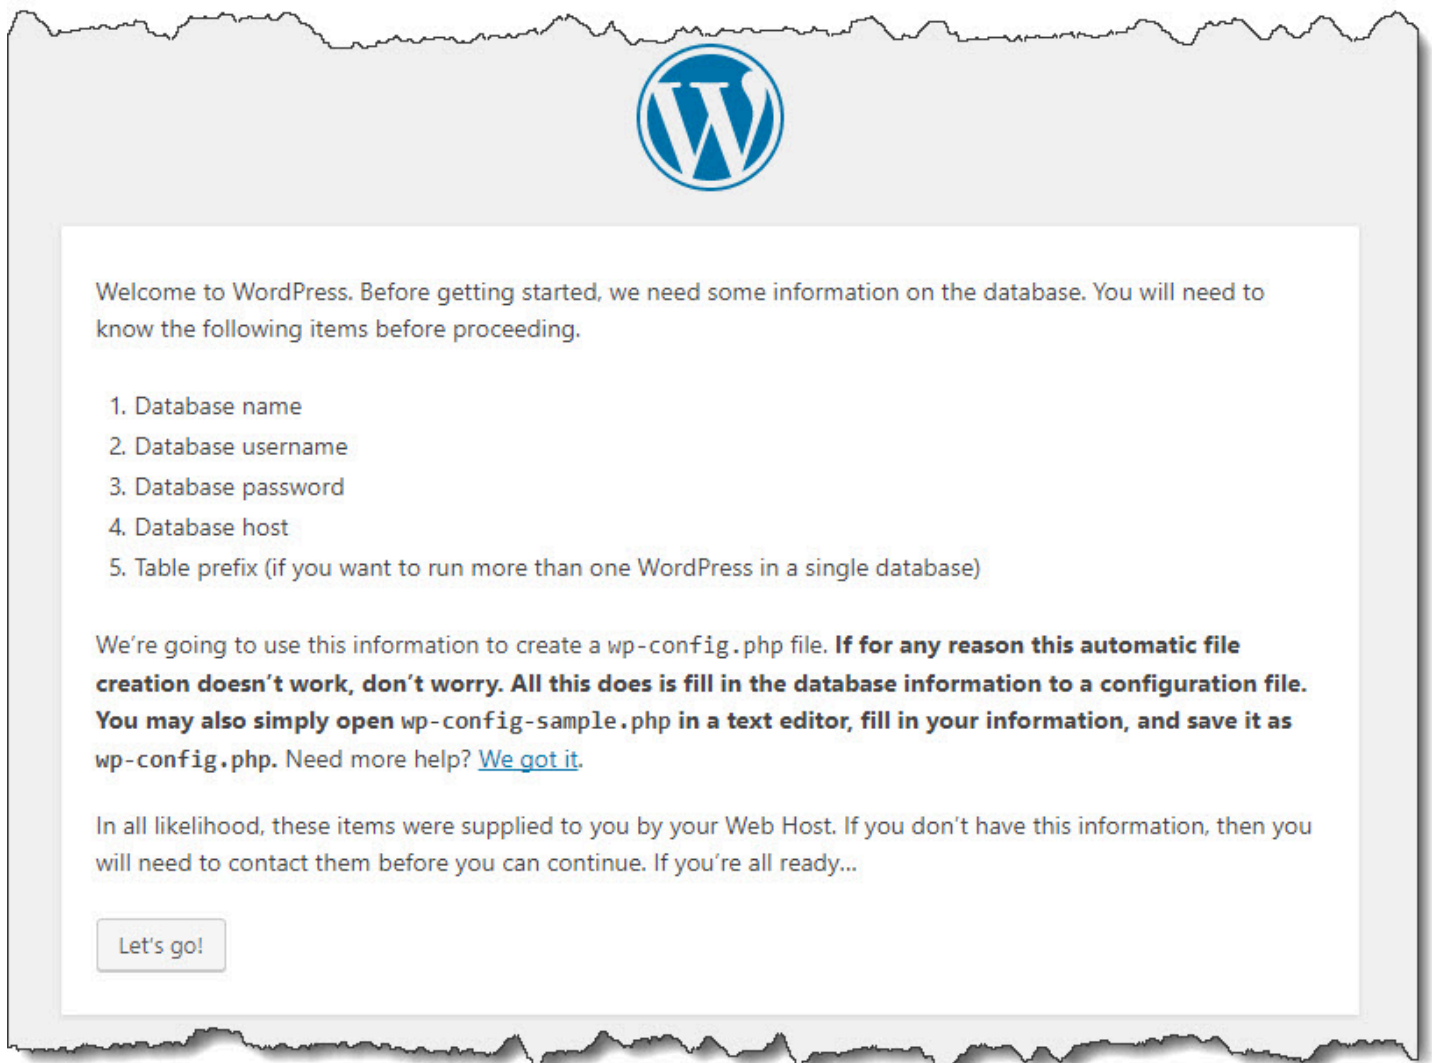 Welcome to WordPress. Before getting started, we need some information on the database. You will need to
know the following items before proceeding.
1. Database name
2. Database username
3. Database password
4. Database host
5. Table prefix (if you want to run more than one WordPress in a single database)
We’re going to use this information to create a wp-config.php file. If for any reason this automatic file
creation doesn’t work, don’t worry. All this does is fill in the database information to a configuration file.
You may also simply open wp-config-sample.php in a text editor, fill in your information, and save it as
wp-config.php. Need more help? We got it.
In all likelihood, these items were supplied to you by your Web Host. If you don’t have this information, then you
will need to contact them before you can continue. If you’re all ready…
Let's go!